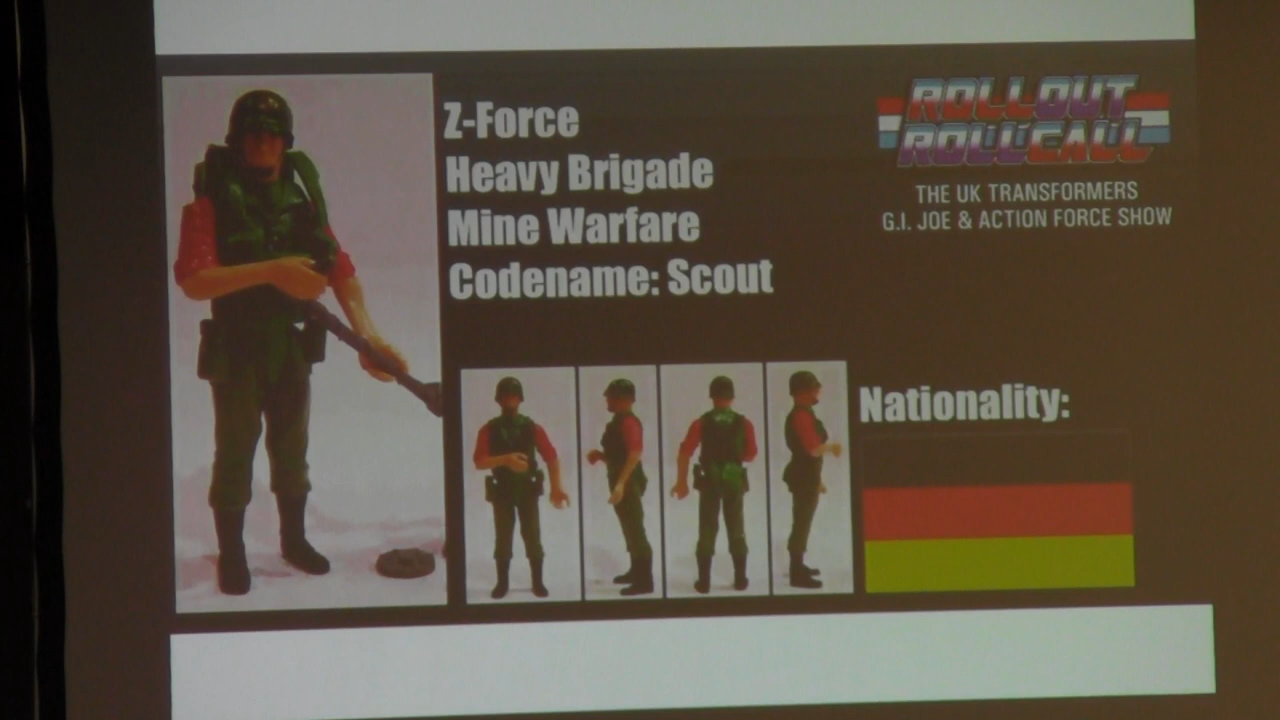 Z-Force
Heavy Brigade
Mine Warfare
Codename: Scout
ROLLOUT
ROLLCALL
THE UK TRANSFORMERS
G.I. JOE & ACTION FORCE SHOW
Nationality: